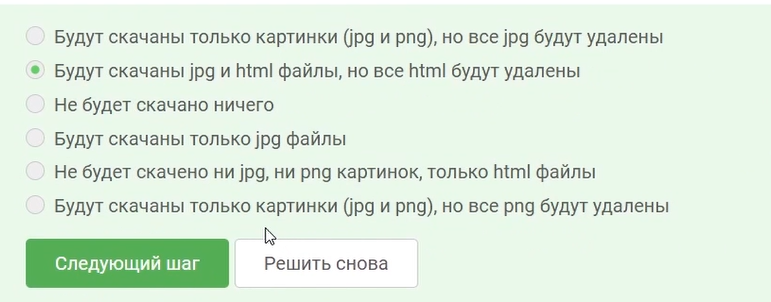 Будут скачаны только картинки (jpg и png), но все jpg будут удалены
Будут скачаны jpg и html файлы, но все html будут удалены
Не будет скачано ничего
Будут скачаны только jpg файлы
Не будет скачено ни jpg, ни png картинок, только html файлы
Будут скачаны только картинки (jpg и png), но все png будут удалены
Следующий шаг
Решить снова